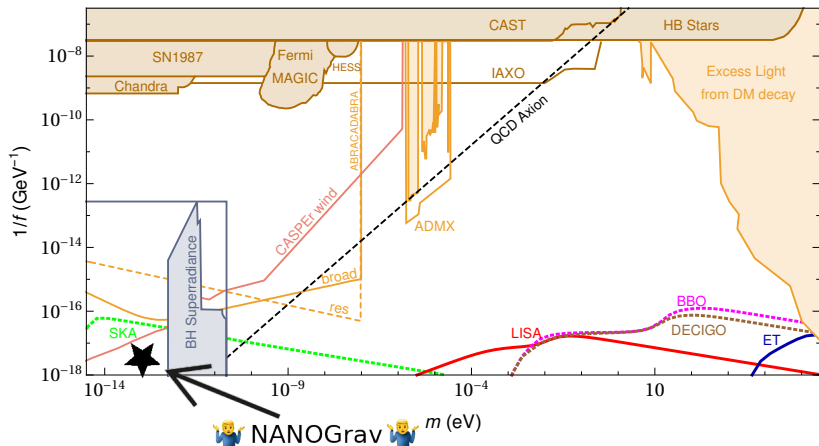 CAST
HB Stars
SN1987
Fermi
MAGIC
HESS
Chandra
IAXO
Excess Light
from DM decay
ABRACADABRA
QCD Axion
CASPEr wind
ADMX
BH Superradiance
broad
res
SKA
LISA
BBO
DECIGO
ET
10⁻⁸
10⁻¹⁰
10⁻¹²
10⁻¹⁴
10⁻¹⁶
10⁻¹⁸
1/f (GeV⁻¹)
10⁻¹⁴
10⁻⁹
10⁻⁴
10
m (eV)
🤷‍♂️ NANOGrav 🤷‍♂️